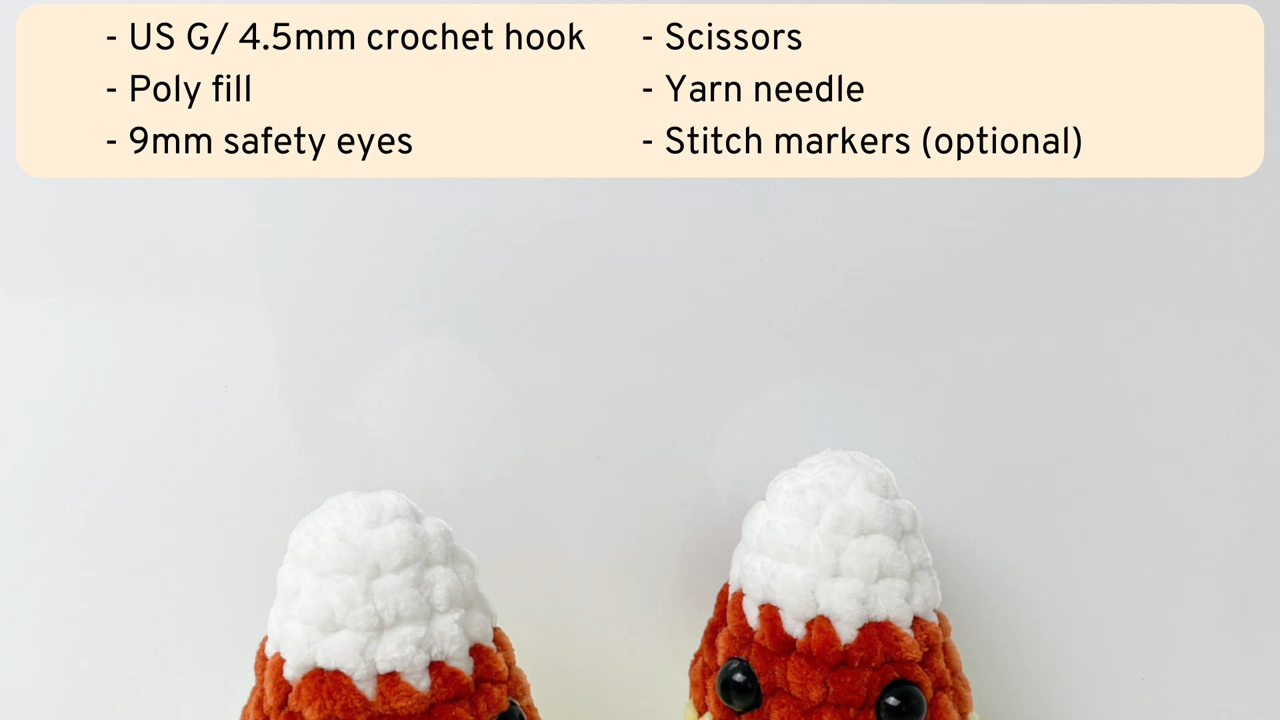 - US G/ 4.5mm crochet hook
- Poly fill
- 9mm safety eyes
- Scissors
- Yarn needle
- Stitch markers (optional)